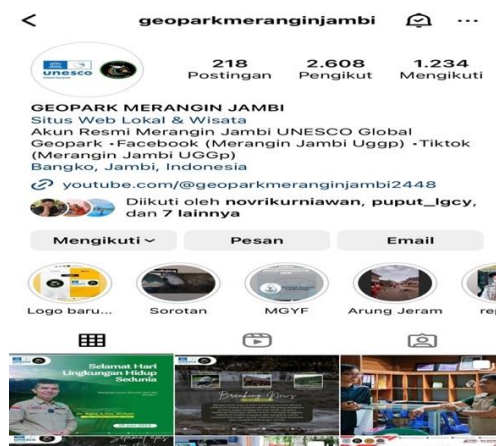 geoparkmeranginjambi
unesco
218 2.608 1.234
Postingan Pengikut Mengikuti
GEOPARK MERANGIN JAMBI
Situs Web Lokal & Wisata
Akun Resmi Merangin Jambi UNESCO Global
Geopark •Facebook (Merangin Jambi Uggp) •Tiktok
(Merangin Jambi UGGp)
Bangko, Jambi, Indonesia
youtube.com/@geoparkmeranginjambi2448
Diikuti oleh novrikurniawan, puput_lgcy,
dan 7 lainnya
Mengikuti Pesan Email
Logo baru... Sorotan MGYF Arung Jeram rep
Selamat Hari
Lingkungan Hidup
Sedunia
Breaking News